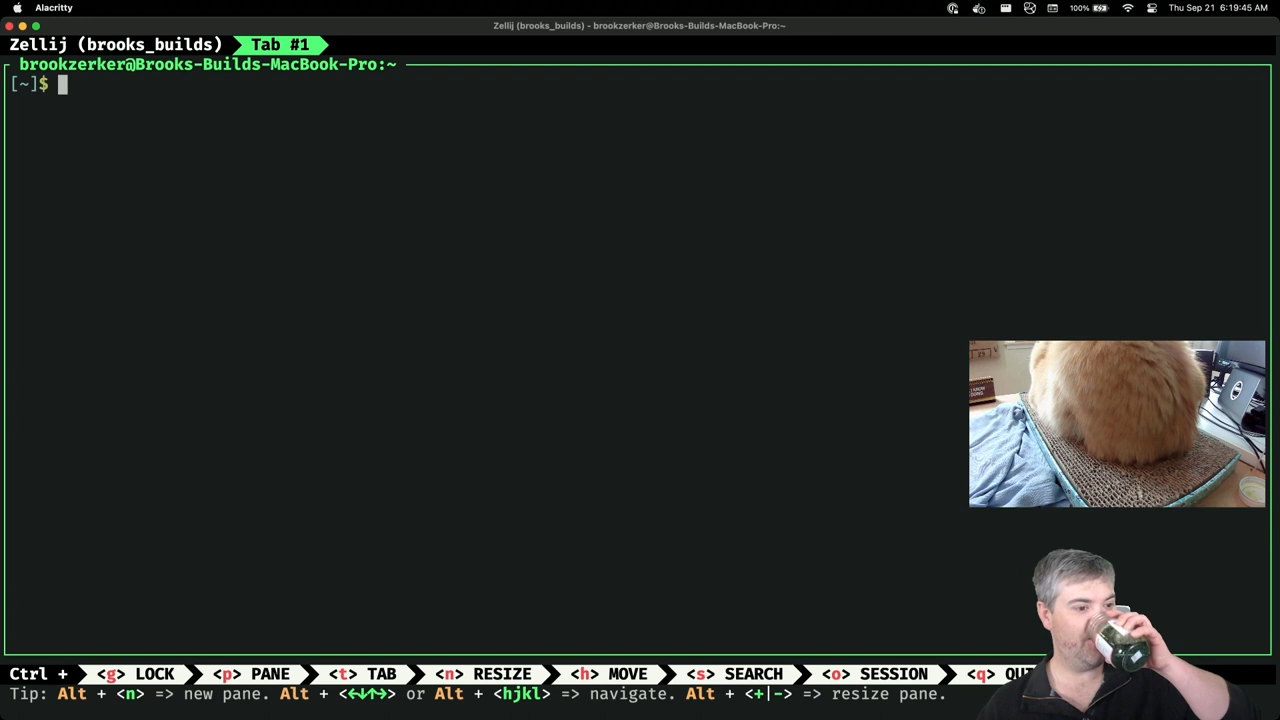 Alacritty
100%
Thu Sep 21 6:19:45 AM
Zellij (brooks_builds) - brookzerker@Brooks-Builds-MacBook-Pro:~
Zellij (brooks_builds) Tab #1
brookzerker@Brooks-Builds-MacBook-Pro:~
[~]$
Ctrl + <g> LOCK <p> PANE <t> TAB <n> RESIZE <h> MOVE <s> SEARCH <o> SESSION <q>
Tip: Alt + <n> => new pane. Alt + <←↓↑→> or Alt + <hjkl> => navigate. Alt + <+|-> => resize pane.